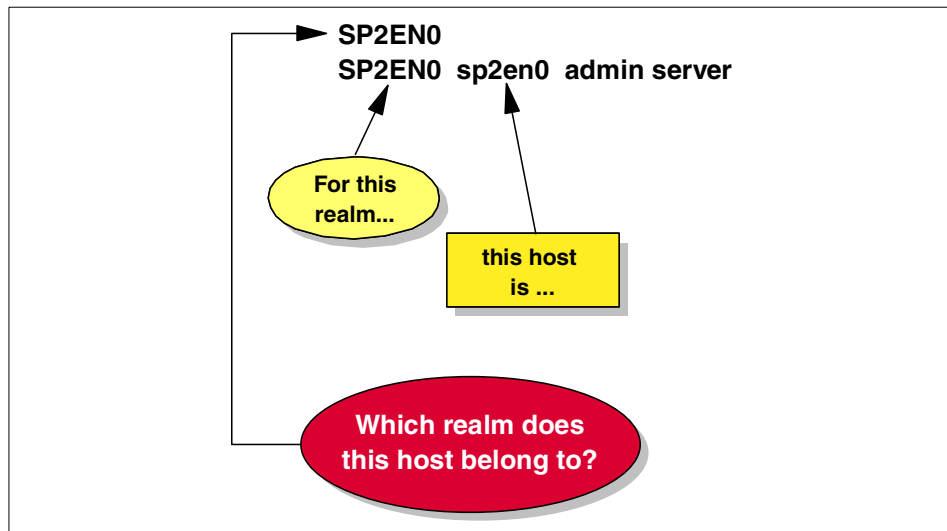 SP2EN0
SP2EN0 sp2en0 admin server
For this
realm...
this host
is ...
Which realm does
this host belong to?